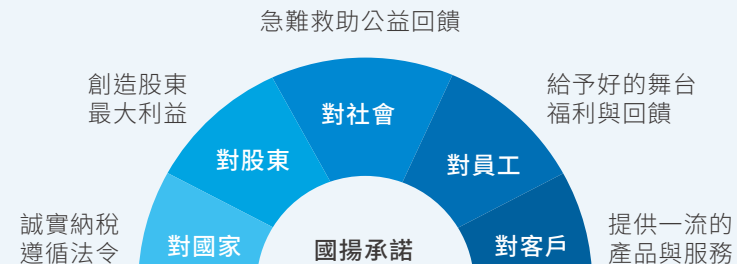 急難救助公益回饋
創造股東
最大利益
給予好的舞台
福利與回饋
對社會
對股東
對員工
誠實納稅
遵循法令
對國家
國揚承諾
對客戶
提供一流的
產品與服務